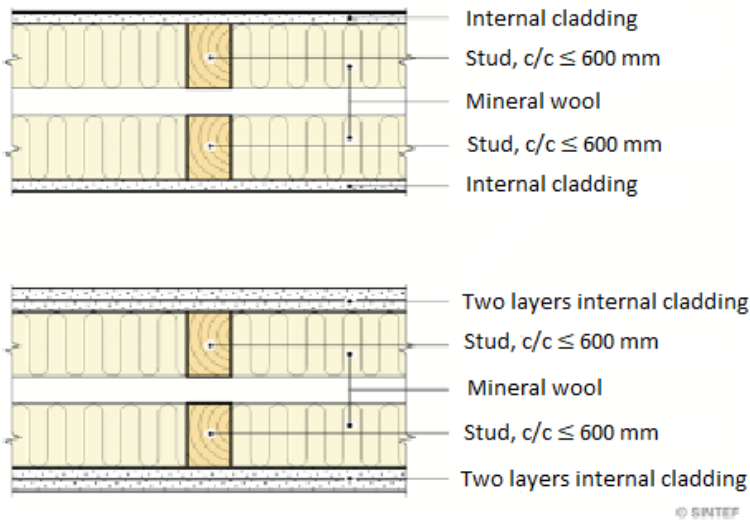 Internal cladding
Stud, c/c ≤ 600 mm
Mineral wool
Stud, c/c ≤ 600 mm
Internal cladding
Two layers internal cladding
Stud, c/c ≤ 600 mm
Mineral wool
Stud, c/c ≤ 600 mm
Two layers internal cladding
© SINTEF